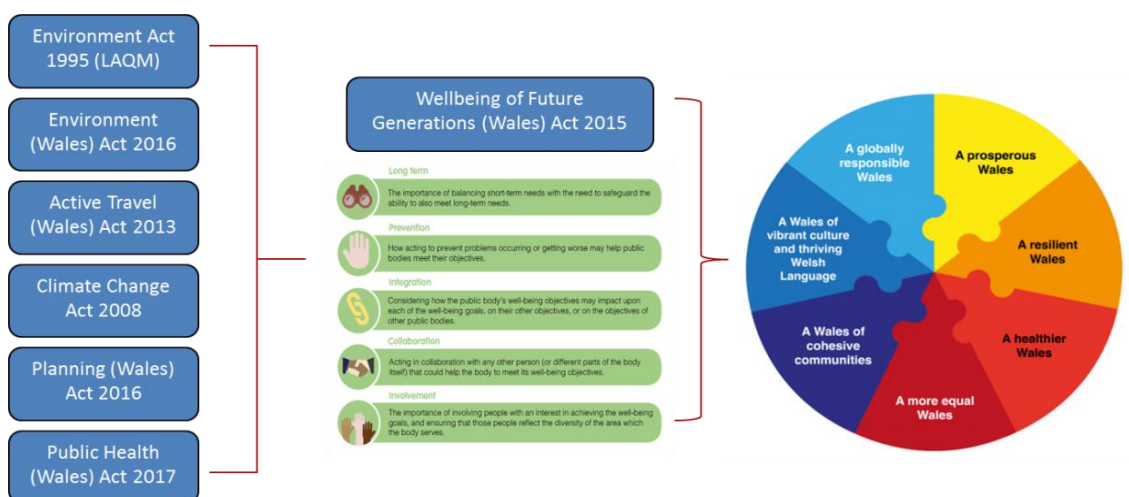 Environment Act
1995 (LAQM)
Environment
(Wales) Act 2016
Active Travel
(Wales) Act 2013
Climate Change
Act 2008
Planning (Wales)
Act 2016
Public Health
(Wales) Act 2017
Wellbeing of Future
Generations (Wales) Act 2015
Long term
The importance of balancing short-term needs with the need to safeguard the
ability to also meet long-term needs.
Prevention
How acting to prevent problems occurring or getting worse may help public
bodies meet their objectives.
Integration
Considering how the public body's well-being objectives may impact upon
each of the well-being goals, on their other objectives, or on the objectives
of other public bodies.
Collaboration
Acting in collaboration with any other person (or different parts of the body
itself) that could help the body to meet its well-being objectives.
Involvement
The importance of involving people with an interest in achieving the well-being
goals, and ensuring that those people reflect the diversity of the area which
the body serves.
A prosperous
Wales
A resilient
Wales
A healthier
Wales
A more equal
Wales
A Wales of
cohesive
communities
A Wales of
vibrant culture
and thriving
Welsh
Language
A globally
responsible
Wales